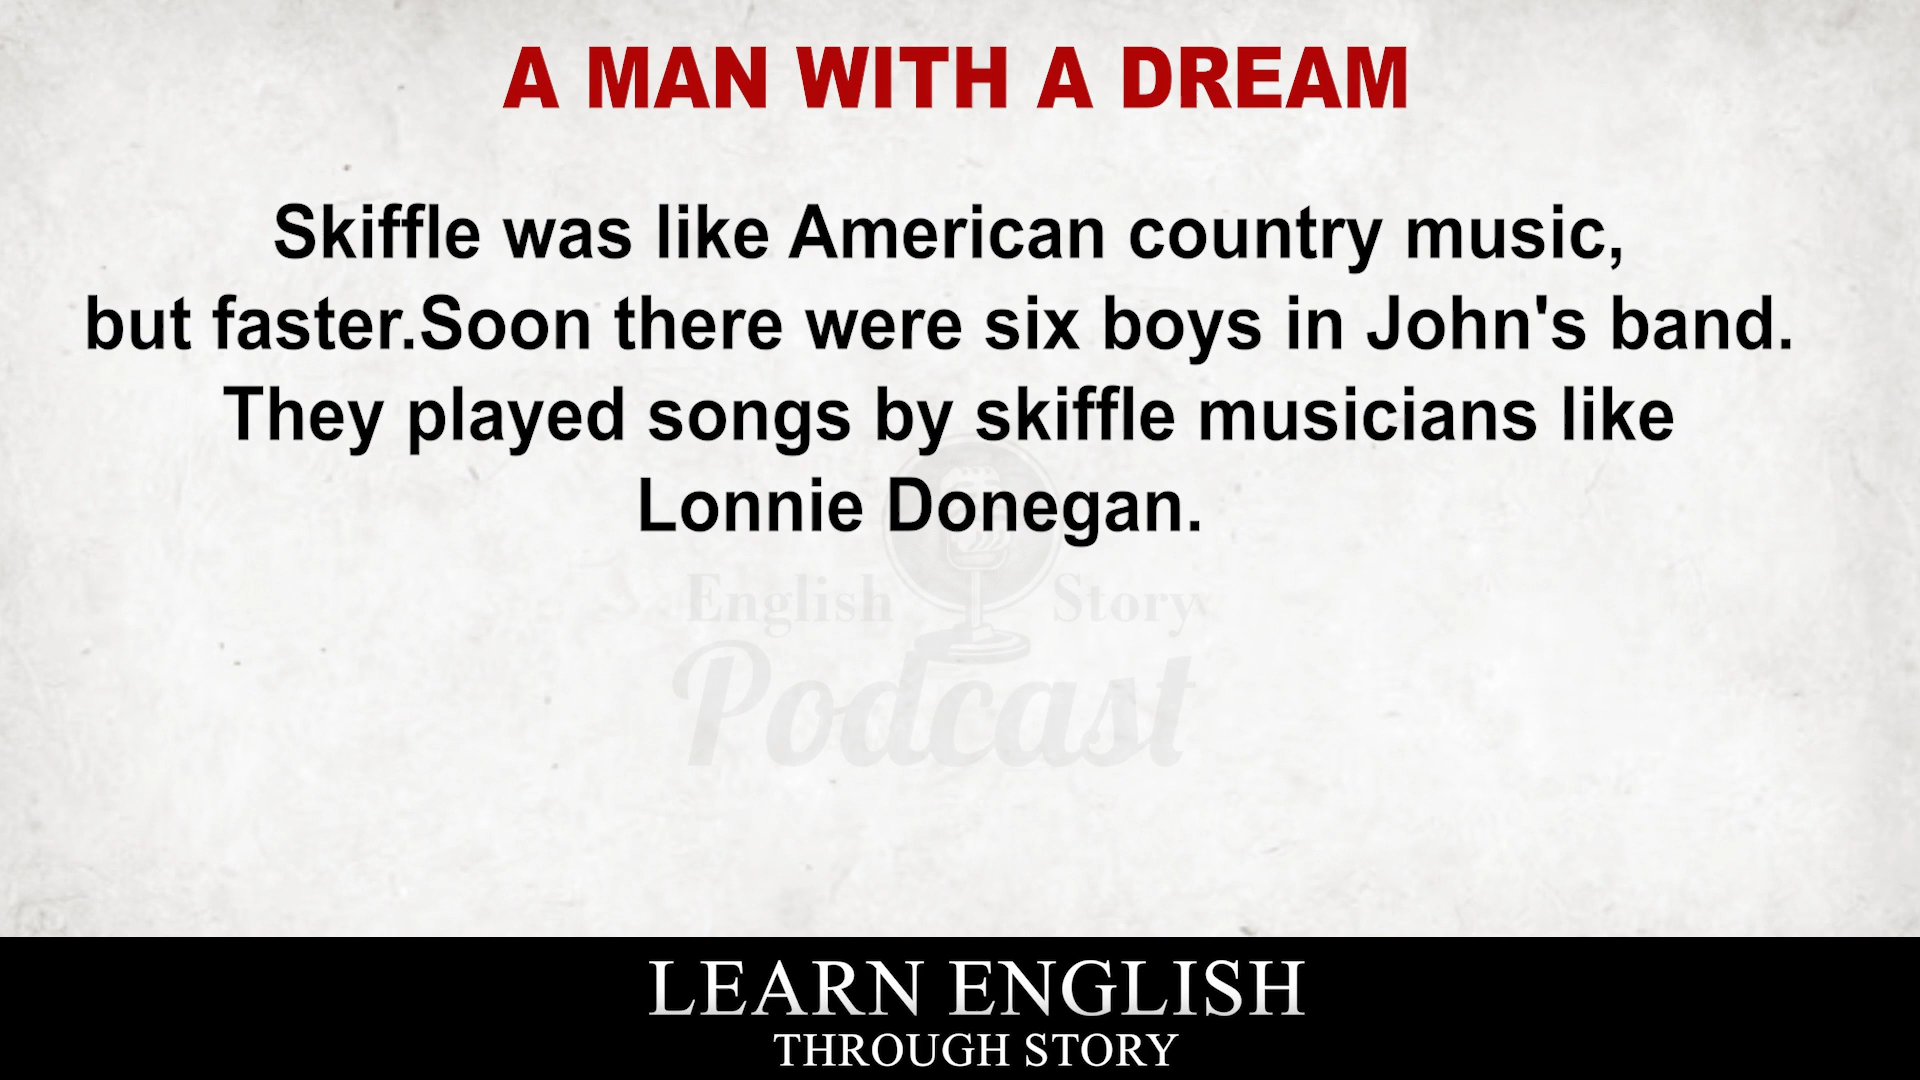 A MAN WITH A DREAM
Skiffle was like American country music,
but faster.Soon there were six boys in John's band.
They played songs by skiffle musicians like
Lonnie Donegan.
English Story
Podcast
LEARN ENGLISH
THROUGH STORY